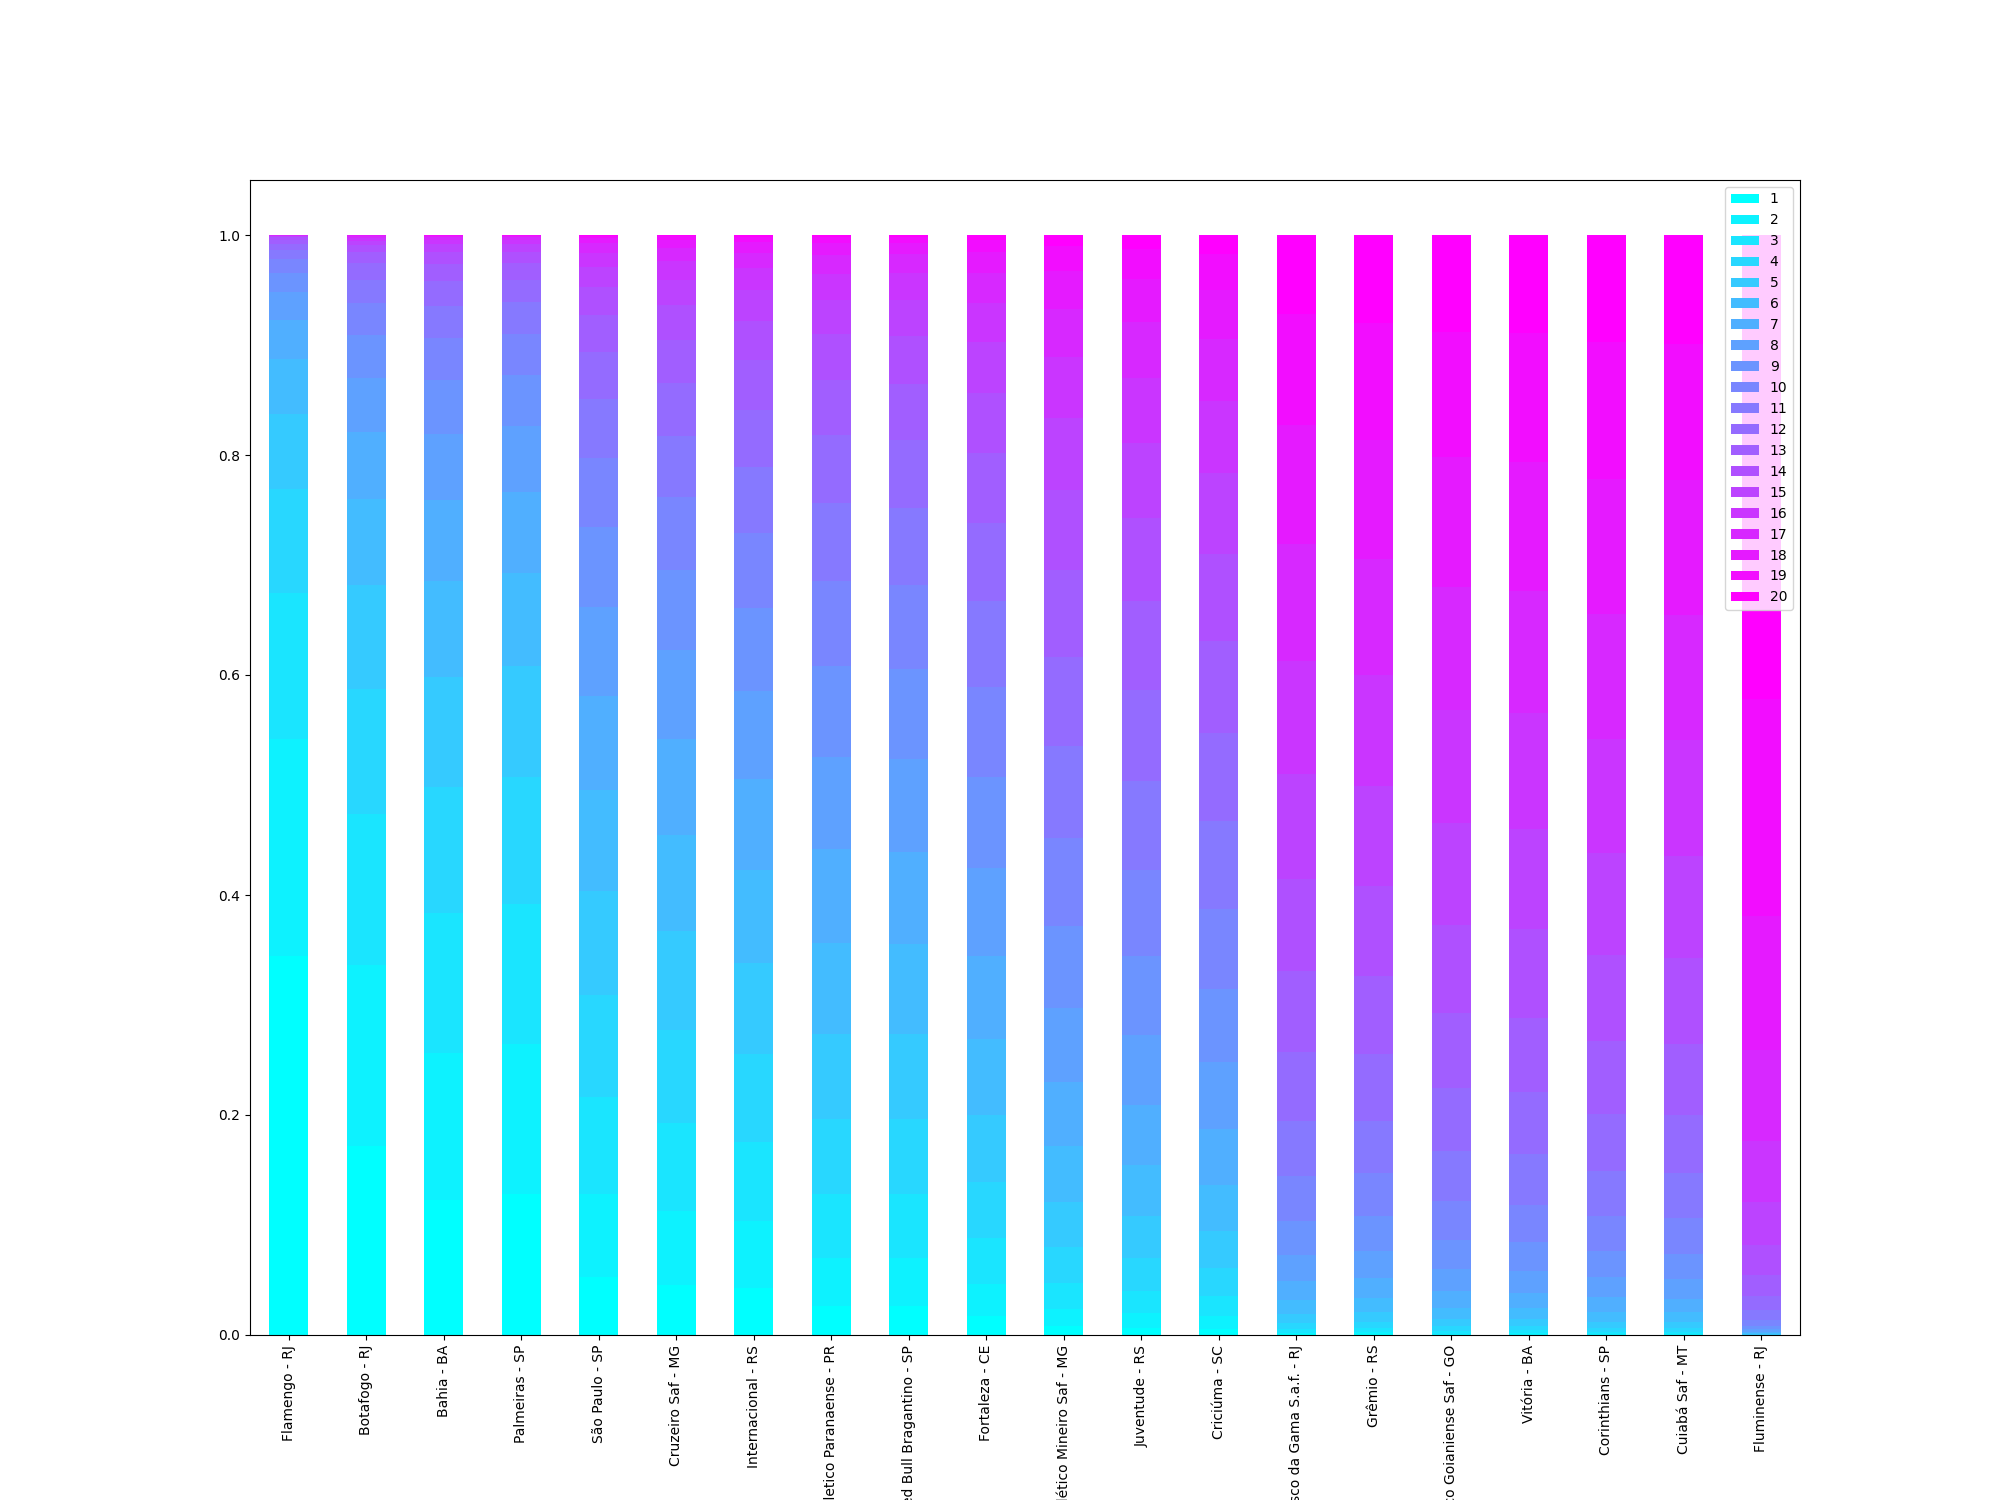 1
2
3
4
5
6
7
8
9
10
11
12
13
14
15
16
17
18
19
20
1.0
0.8
0.6
0.4
0.2
0.0
Flamengo - RJ
Botafogo - RJ
Bahia - BA
Palmeiras - SP
São Paulo - SP
Cruzeiro Saf - MG
Internacional - RS
letico Paranaense - PR
ed Bull Bragantino - SP
Fortaleza - CE
lético Mineiro Saf - MG
Juventude - RS
Criciúma - SC
sco da Gama S.a.f. - RJ
Grêmio - RS
co Goianiense Saf - GO
Vitória - BA
Corinthians - SP
Cuiabá Saf - MT
Fluminense - RJ